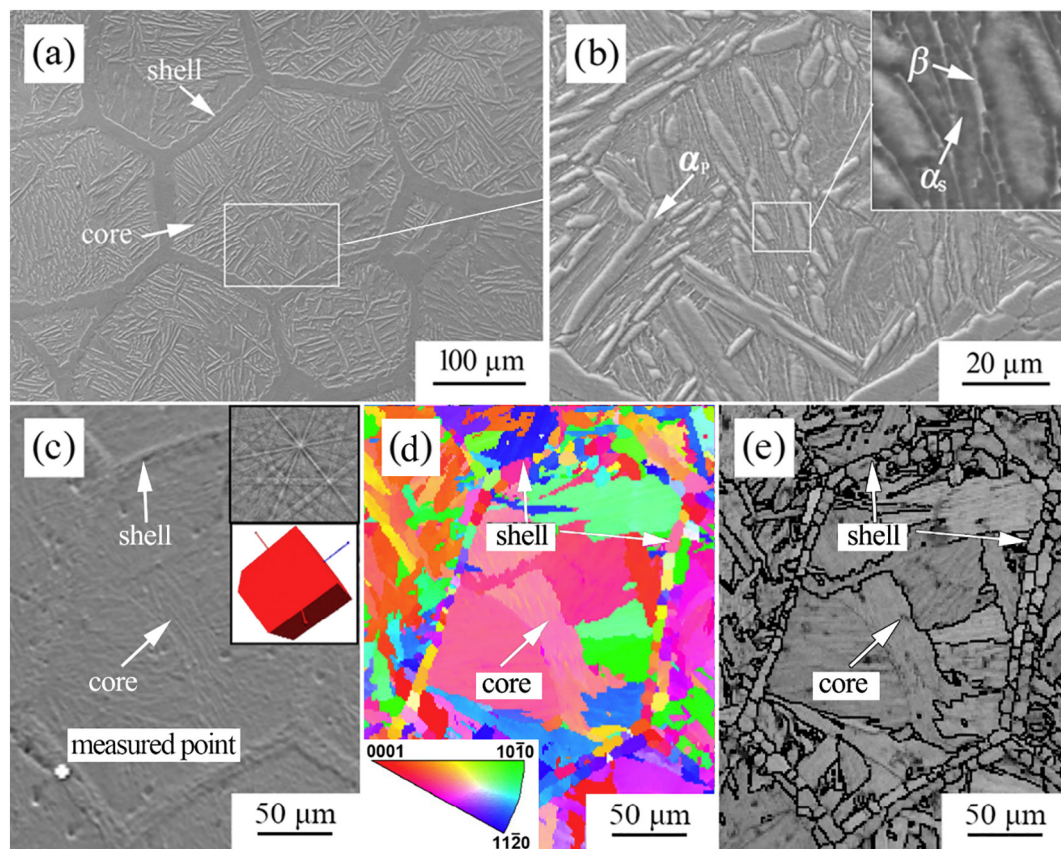 (a)
shell
core
100 µm
(b)
β
αs
αP
20 µm
(c)
shell
core
measured point
50 µm
(d)
shell
core
0001
101̄0
112̄0
50 µm
(e)
shell
core
50 µm